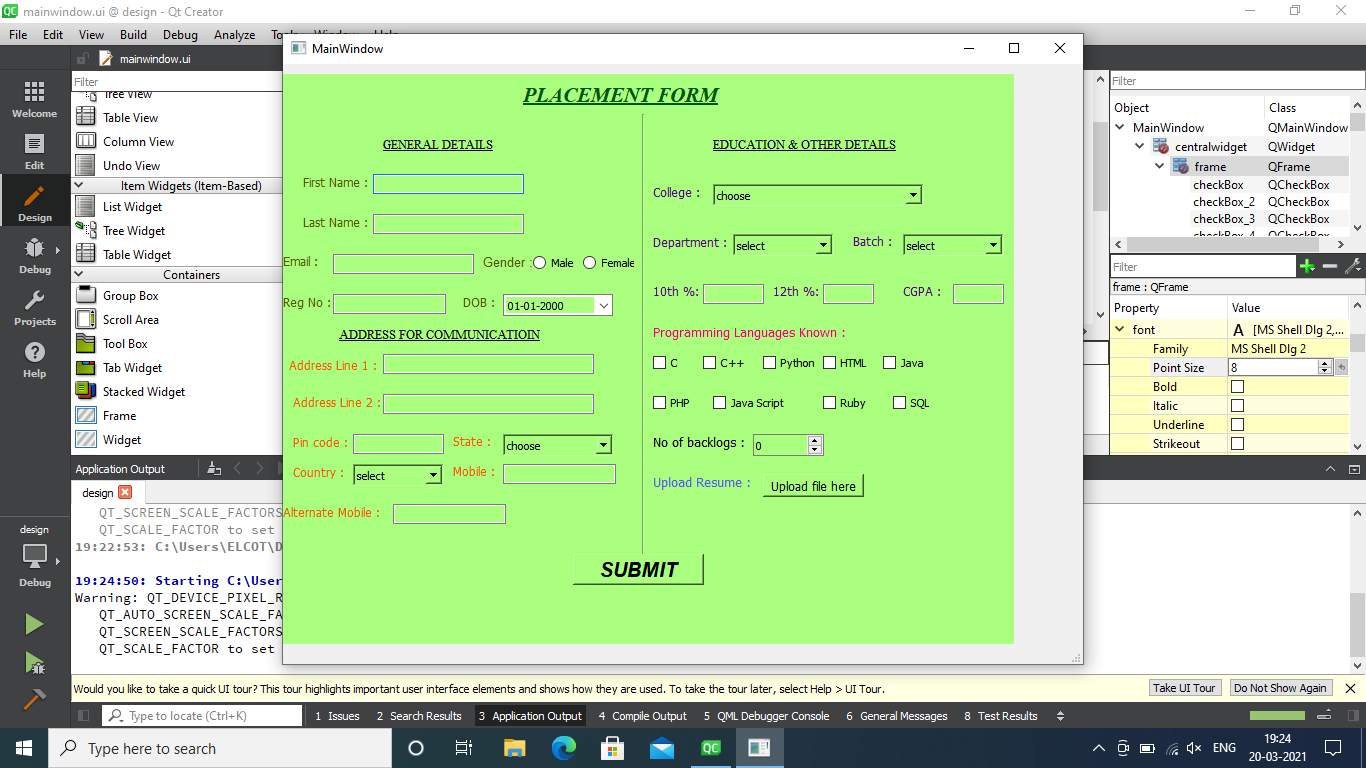 mainwindow.ui @ design - Qt Creator
File Edit View Build Debug Analyze
mainwindow.ui
MainWindow
Filter
Tree View
Table View
Column View
Undo View
Item Widgets (Item-Based)
List Widget
Tree Widget
Table Widget
Containers
Group Box
Scroll Area
Tool Box
Tab Widget
Stacked Widget
Frame
Widget
Welcome
Edit
Design
Debug
Projects
Help
design
Debug
PLACEMENT FORM
GENERAL DETAILS
First Name :
Last Name :
Email : Gender : Male Female
Reg No : DOB : 01-01-2000
ADDRESS FOR COMMUNICATIOIN
Address Line 1 :
Address Line 2 :
Pin code : State : choose
Country : select Mobile :
Alternate Mobile :
EDUCATION & OTHER DETAILS
College : choose
Department : select Batch : select
10th %: 12th %: CGPA :
Programming Languages Known :
C C++ Python HTML Java
PHP Java Script Ruby SQL
No of backlogs : 0
Upload Resume : Upload file here
SUBMIT
Filter
Object Class
MainWindow QMainWindow
centralwidget QWidget
frame QFrame
checkBox QCheckBox
checkBox_2 QCheckBox
checkBox_3 QCheckBox
checkBox_4 QCheckBox
Filter
frame : QFrame
Property Value
font A [MS Shell Dlg 2,...
Family MS Shell Dlg 2
Point Size 8
Bold
Italic
Underline
Strikeout
Application Output
design
QT_SCREEN_SCALE_FACTORS
QT_SCALE_FACTOR to set
19:22:53: C:\Users\ELCOT\D
19:24:50: Starting C:\User
Warning: QT_DEVICE_PIXEL_R
QT_AUTO_SCREEN_SCALE_FA
QT_SCREEN_SCALE_FACTORS
QT_SCALE_FACTOR to set
Would you like to take a quick UI tour? This tour highlights important user interface elements and shows how they are used. To take the tour later, select Help > UI Tour.
Take UI Tour Do Not Show Again
Type to locate (Ctrl+K) 1 Issues 2 Search Results 3 Application Output 4 Compile Output 5 QML Debugger Console 6 General Messages 8 Test Results
Type here to search
QC
ENG
19:24
20-03-2021